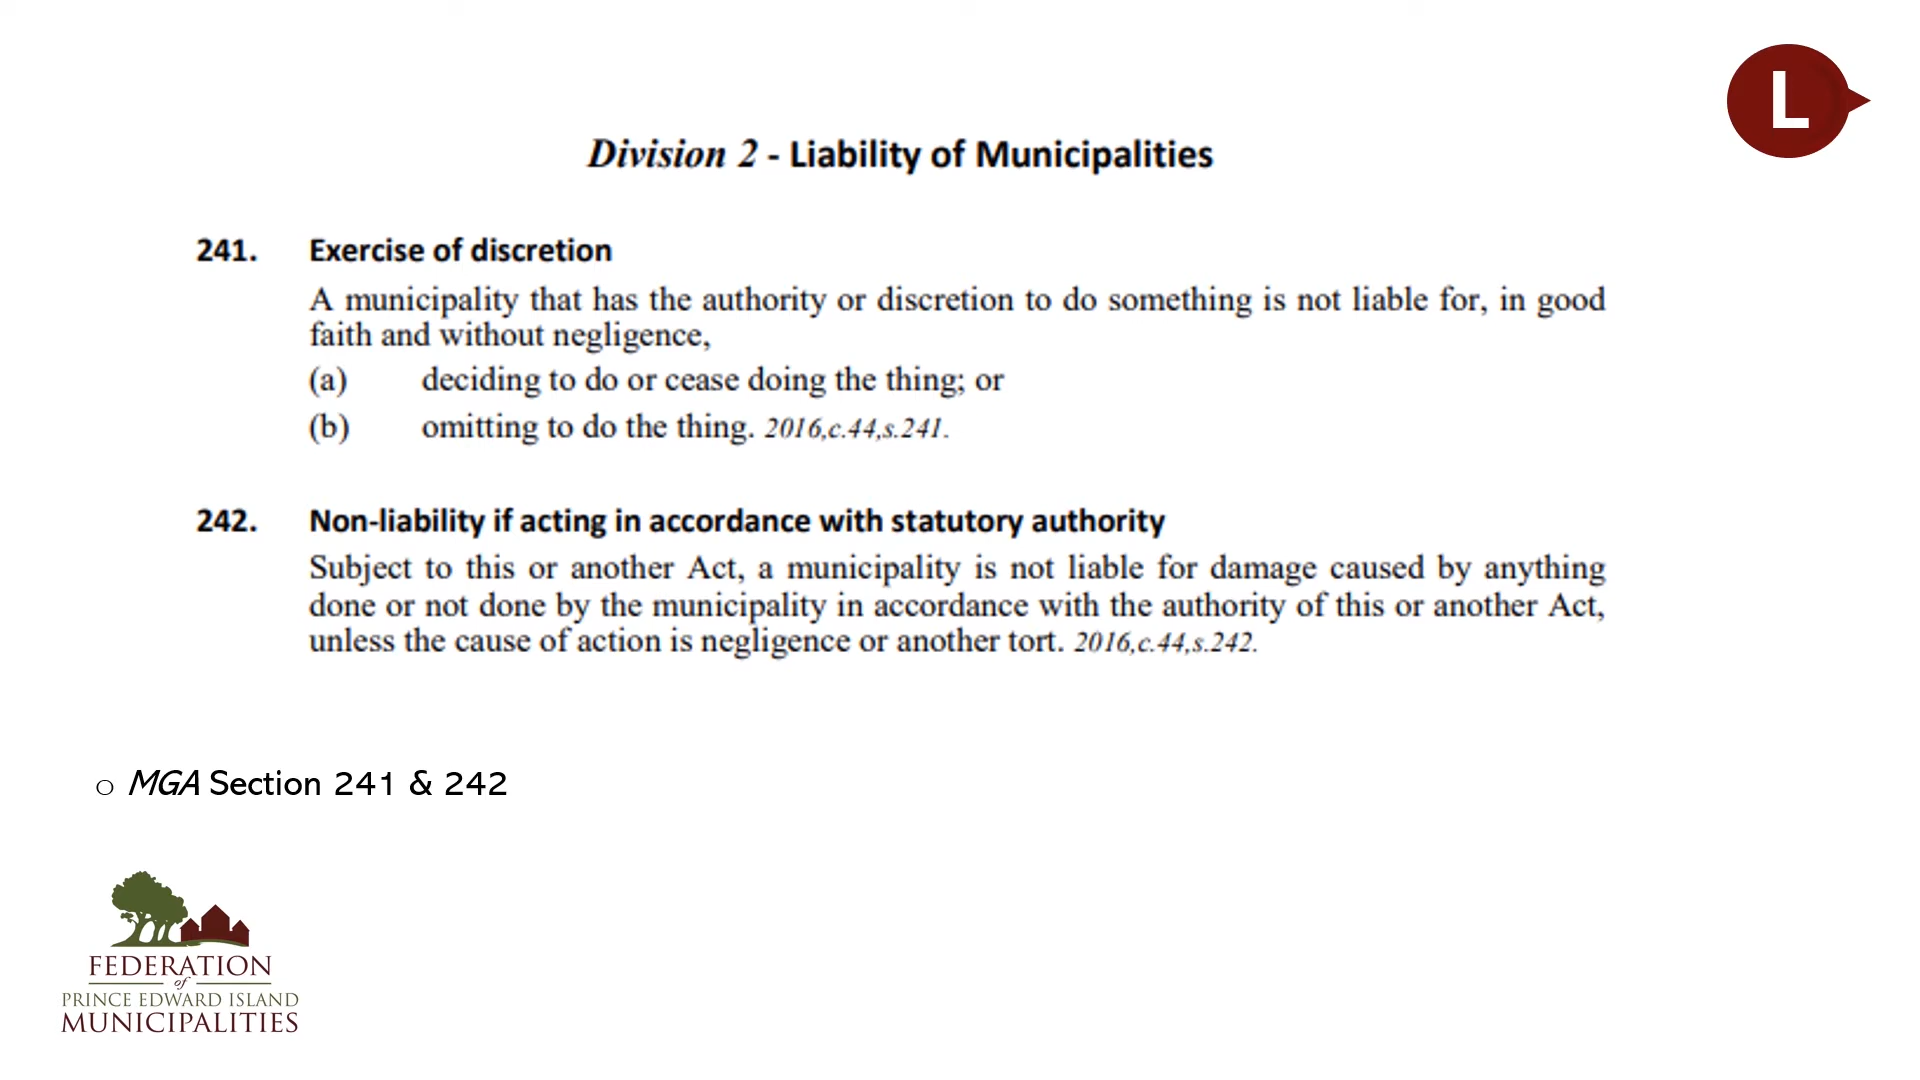 L
Division 2 - Liability of Municipalities
241. Exercise of discretion
A municipality that has the authority or discretion to do something is not liable for, in good
faith and without negligence,
(a) deciding to do or cease doing the thing; or
(b) omitting to do the thing. 2016,c.44,s.241.
242. Non-liability if acting in accordance with statutory authority
Subject to this or another Act, a municipality is not liable for damage caused by anything
done or not done by the municipality in accordance with the authority of this or another Act,
unless the cause of action is negligence or another tort. 2016,c.44,s.242.
o MGA Section 241 & 242
FEDERATION
of
PRINCE EDWARD ISLAND
MUNICIPALITIES